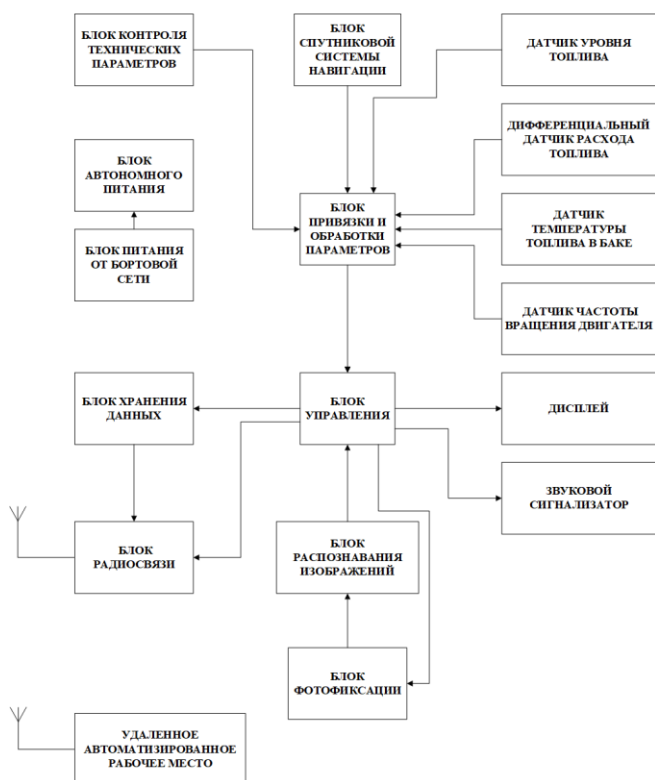 БЛОК КОНТРОЛЯ
ТЕХНИЧЕСКИХ
ПАРАМЕТРОВ
БЛОК
СПУТНИКОВОЙ
СИСТЕМЫ
НАВИГАЦИИ
ДАТЧИК УРОВНЯ
ТОПЛИВА
ДИФФЕРЕНЦИАЛЬНЫЙ
ДАТЧИК РАСХОДА
ТОПЛИВА
БЛОК
АВТОНОМНОГО
ПИТАНИЯ
БЛОК
ПРИВЯЗКИ И
ОБРАБОТКИ
ПАРАМЕТРОВ
ДАТЧИК
ТЕМПЕРАТУРЫ
ТОПЛИВА В БАКЕ
БЛОК ПИТАНИЯ
ОТ БОРТОВОЙ
СЕТИ
ДАТЧИК ЧАСТОТЫ
ВРАЩЕНИЯ ДВИГАТЕЛЯ
БЛОК ХРАНЕНИЯ
ДАННЫХ
БЛОК
УПРАВЛЕНИЯ
ДИСПЛЕЙ
ЗВУКОВОЙ
СИГНАЛИЗАТОР
БЛОК
РАДИОСВЯЗИ
БЛОК
РАСПОЗНАВАНИЯ
ИЗОБРАЖЕНИЙ
БЛОК
ФОТОФИКСАЦИИ
УДАЛЕННОЕ
АВТОМАТИЗИРОВАННОЕ
РАБОЧЕЕ МЕСТО